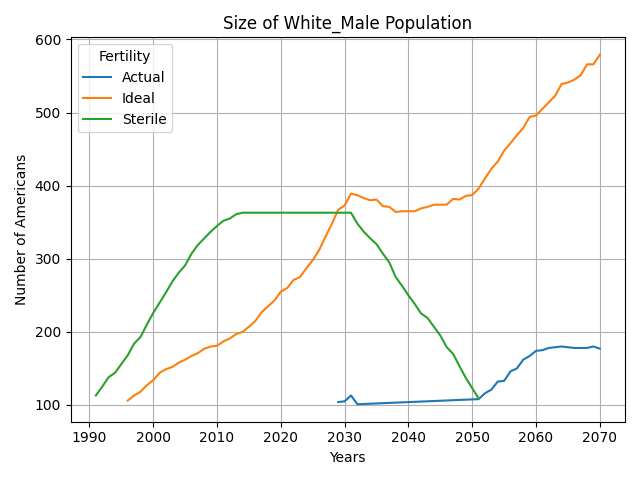 Size of White_Male Population
Fertility
Actual
Ideal
Sterile
600
500
400
300
200
100
Number of Americans
1990 2000 2010 2020 2030 2040 2050 2060 2070
Years